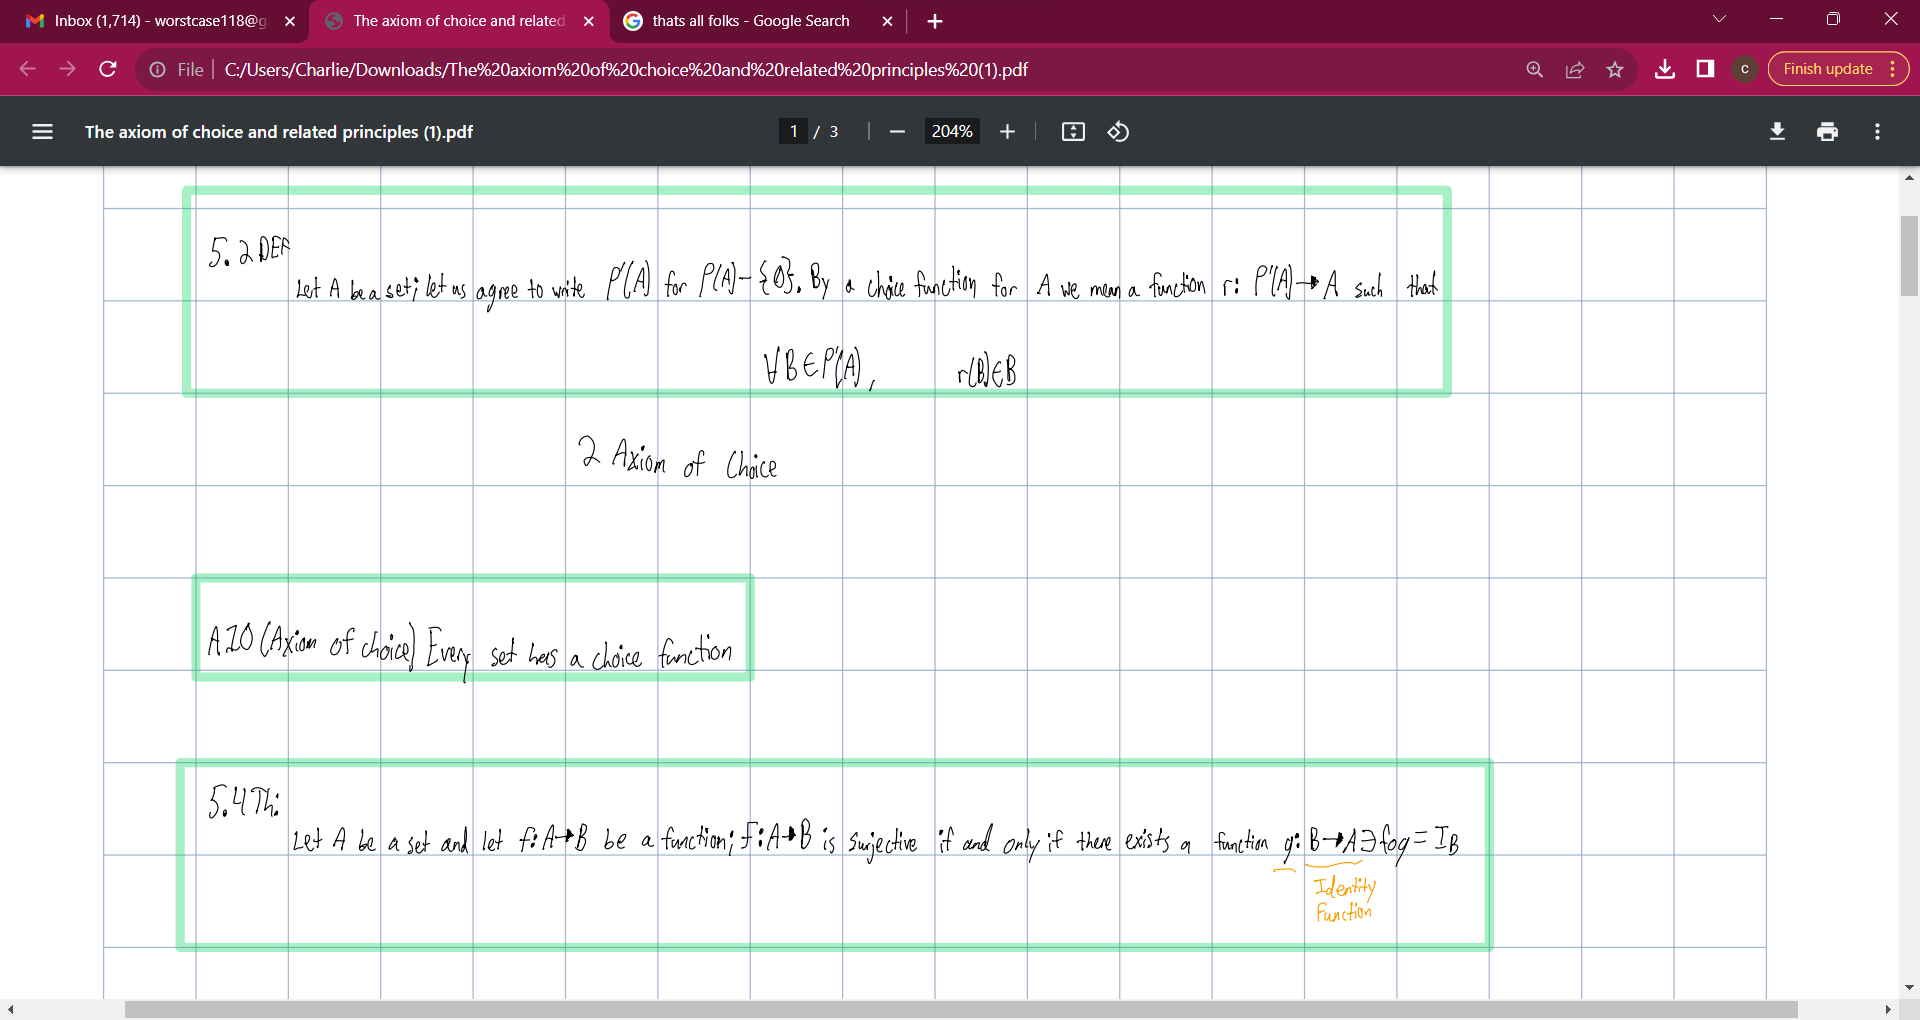 Inbox (1,714) - worstcase118@g
The axiom of choice and related
thats all folks - Google Search
File
C:/Users/Charlie/Downloads/The%20axiom%20of%20choice%20and%20related%20principles%20(1).pdf
C
Finish update
The axiom of choice and related principles (1).pdf
1 / 3
204%
5.2 DEF
Let A be a set; let us agree to write P'(A) for P(A)-{∅}. By a choice function for A we mean a function r: P'(A)→A such that
∀B∈P'(A), r(B)∈B
2 Axiom of Choice
A10 (Axiom of choice) Every set has a choice function
5.4 Th:
Let A be a set and let f: A→B be a function; f: A→B is Surjective if and only if there exists a function g: B→A∋fog=I_B
Identity
Function